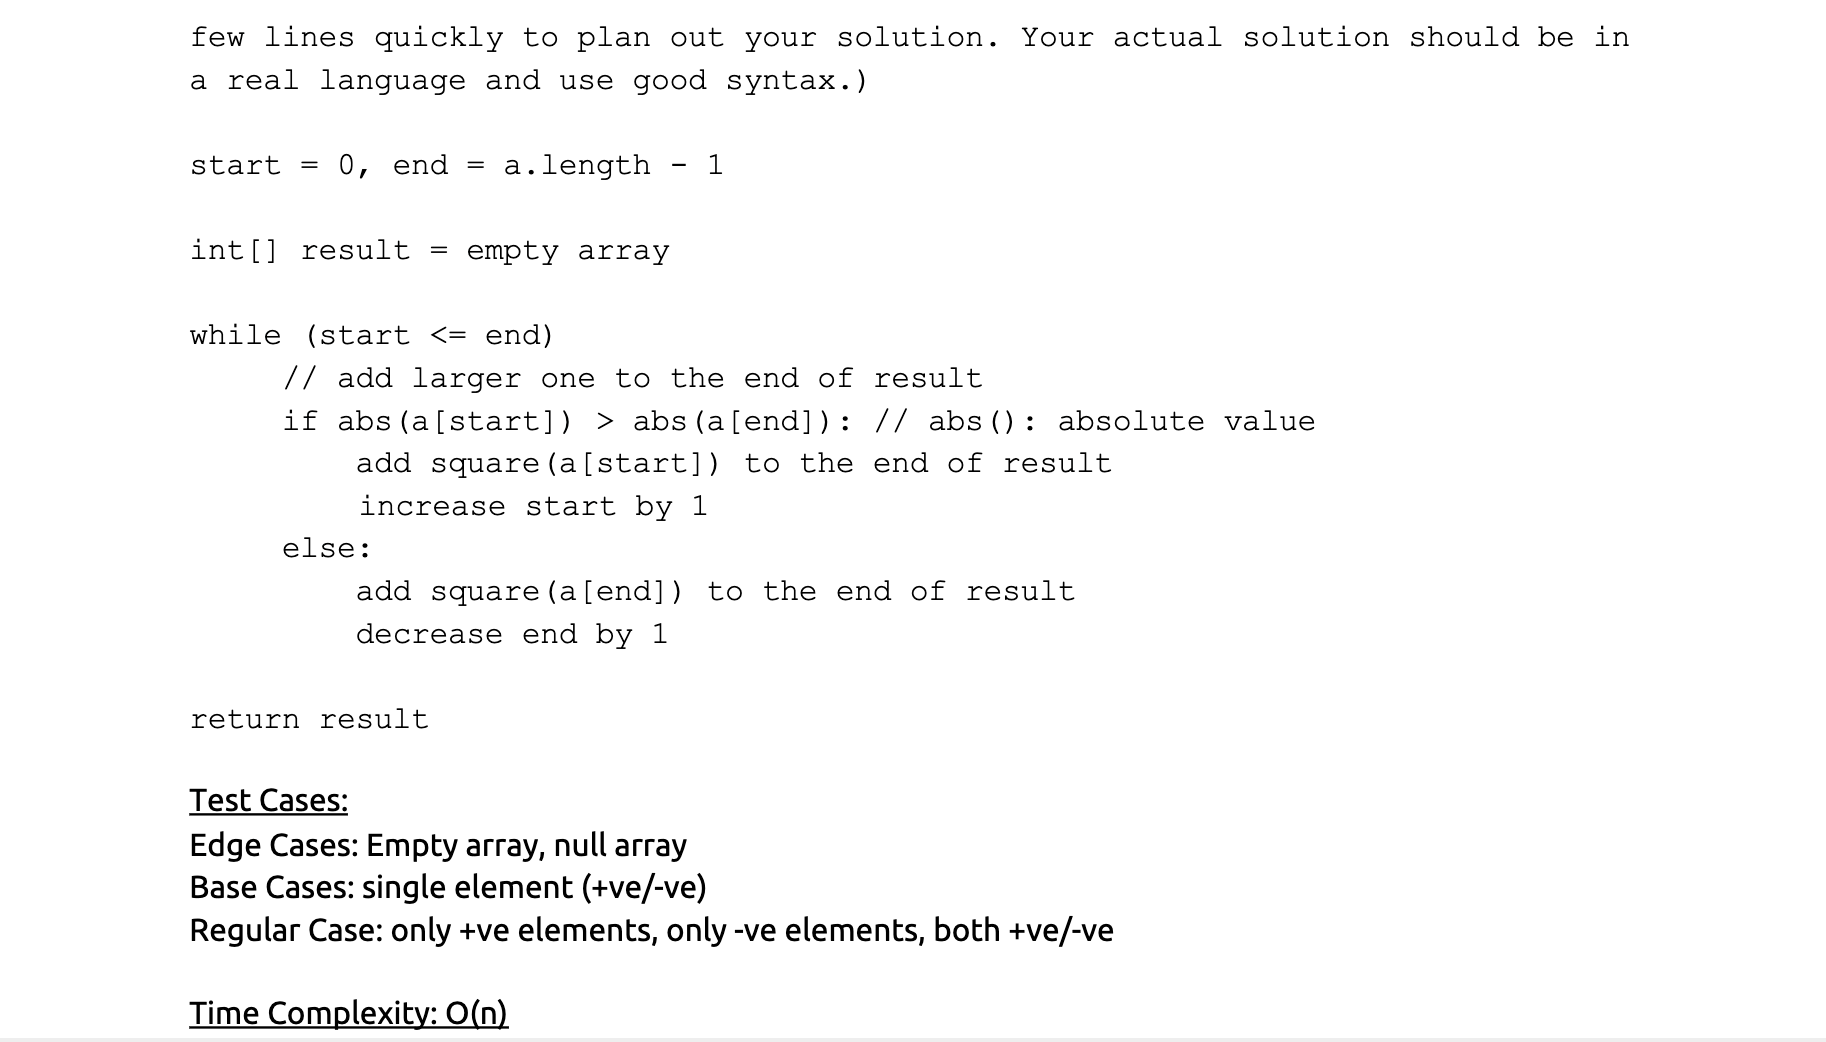 few lines quickly to plan out your solution. Your actual solution should be in
a real language and use good syntax.)
start = 0, end = a.length - 1
int[] result = empty array
while (start <= end)
// add larger one to the end of result
if abs(a[start]) > abs(a[end]): // abs(): absolute value
add square(a[start]) to the end of result
increase start by 1
else:
add square(a[end]) to the end of result
decrease end by 1
return result
Test Cases:
Edge Cases: Empty array, null array
Base Cases: single element (+ve/-ve)
Regular Case: only +ve elements, only -ve elements, both +ve/-ve
Time Complexity: O(n)